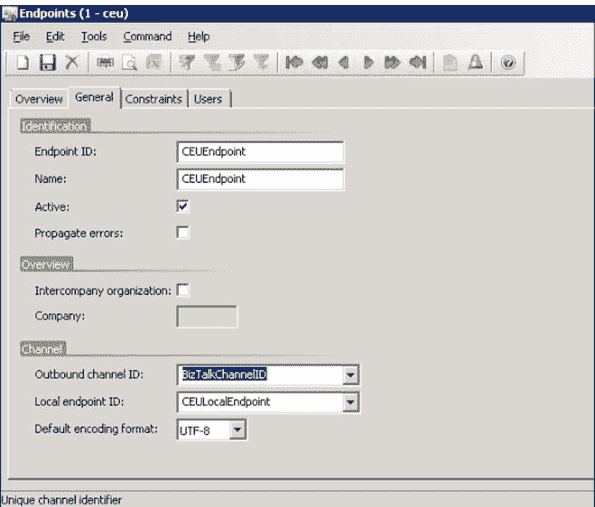 Endpoints (1 - ceu)
File Edit Tools Command Help
Overview General Constraints Users
Identification
Endpoint ID: CEUEndpoint
Name: CEUEndpoint
Active:
Propagate errors:
Overview
Intercompany organization:
Company:
Channel
Outbound channel ID: BizTalkChannelID
Local endpoint ID: CEULocalEndpoint
Default encoding format: UTF-8
Unique channel identifier